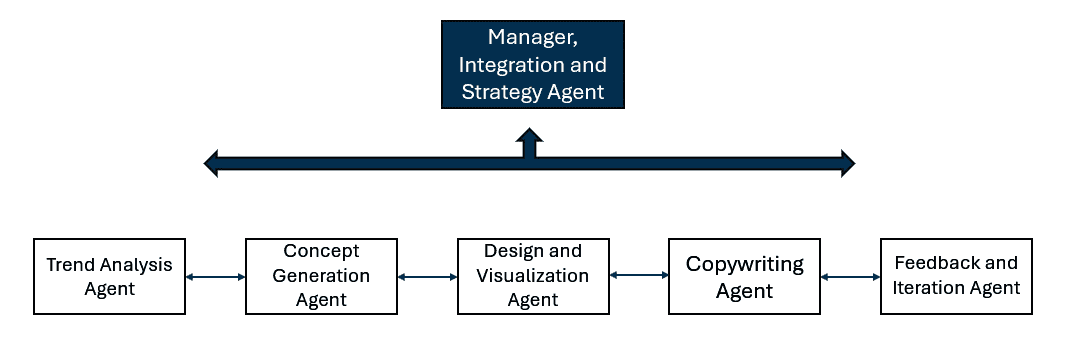 Manager,
Integration and
Strategy Agent
Trend Analysis
Agent
Concept
Generation
Agent
Design and
Visualization
Agent
Copywriting
Agent
Feedback and
Iteration Agent